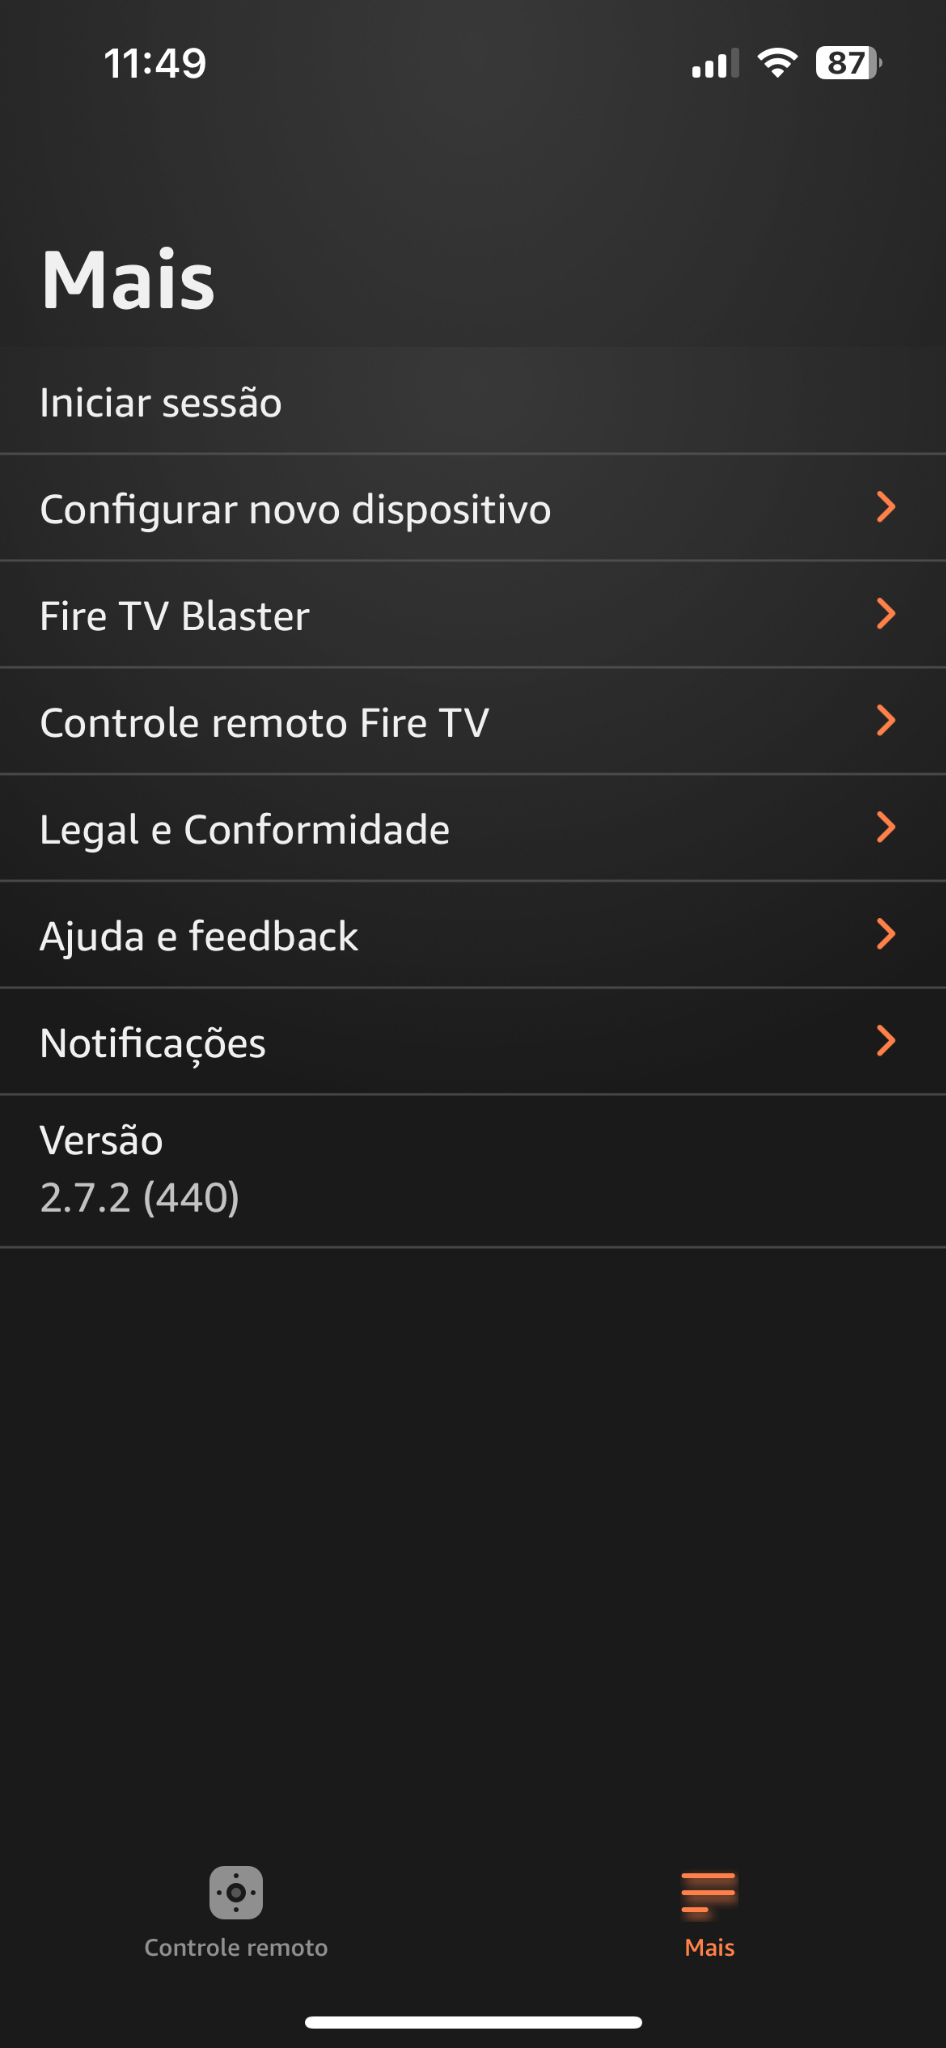 11:49
87
Mais
Iniciar sessão
Configurar novo dispositivo
Fire TV Blaster
Controle remoto Fire TV
Legal e Conformidade
Ajuda e feedback
Notificações
Versão
2.7.2 (440)
Controle remoto
Mais